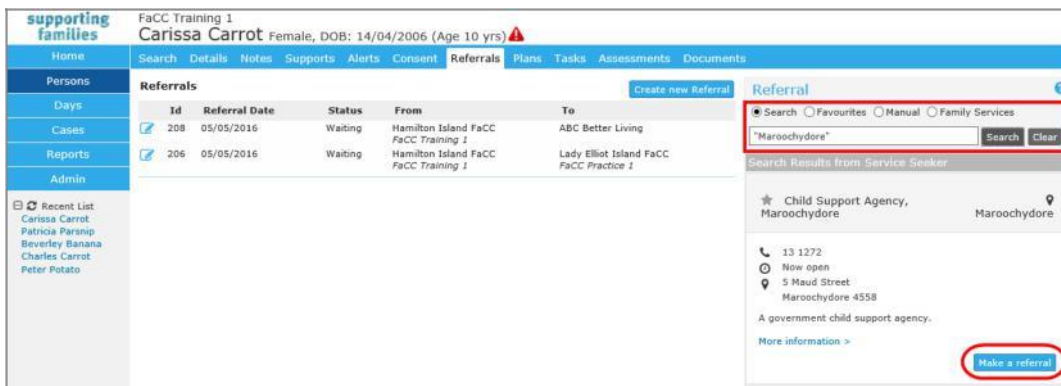 supporting
families
FaCC Training 1
Carissa Carrot Female, DOB: 14/04/2006 (Age 10 yrs)
Home
Persons
Days
Cases
Reports
Admin
Recent List
Carissa Carrot
Patricia Parsnip
Beverley Banana
Charles Carrot
Peter Potato
Search Details Notes Supports Alerts Consent Referrals Plans Tasks Assessments Documents
Referrals
Create new Referral
Id Referral Date Status From To
208 05/05/2016 Waiting Hamilton Island FaCC ABC Better Living
FaCC Training 1
206 05/05/2016 Waiting Hamilton Island FaCC Lady Elliot Island FaCC
FaCC Training 1 FaCC Practice 1
Referral
Search Favourites Manual Family Services
"Maroochydore" Search Clear
Search Results from Service Seeker
Child Support Agency,
Maroochydore Maroochydore
13 1272
Now open
5 Maud Street
Maroochydore 4558
A government child support agency.
More information >
Make a referral